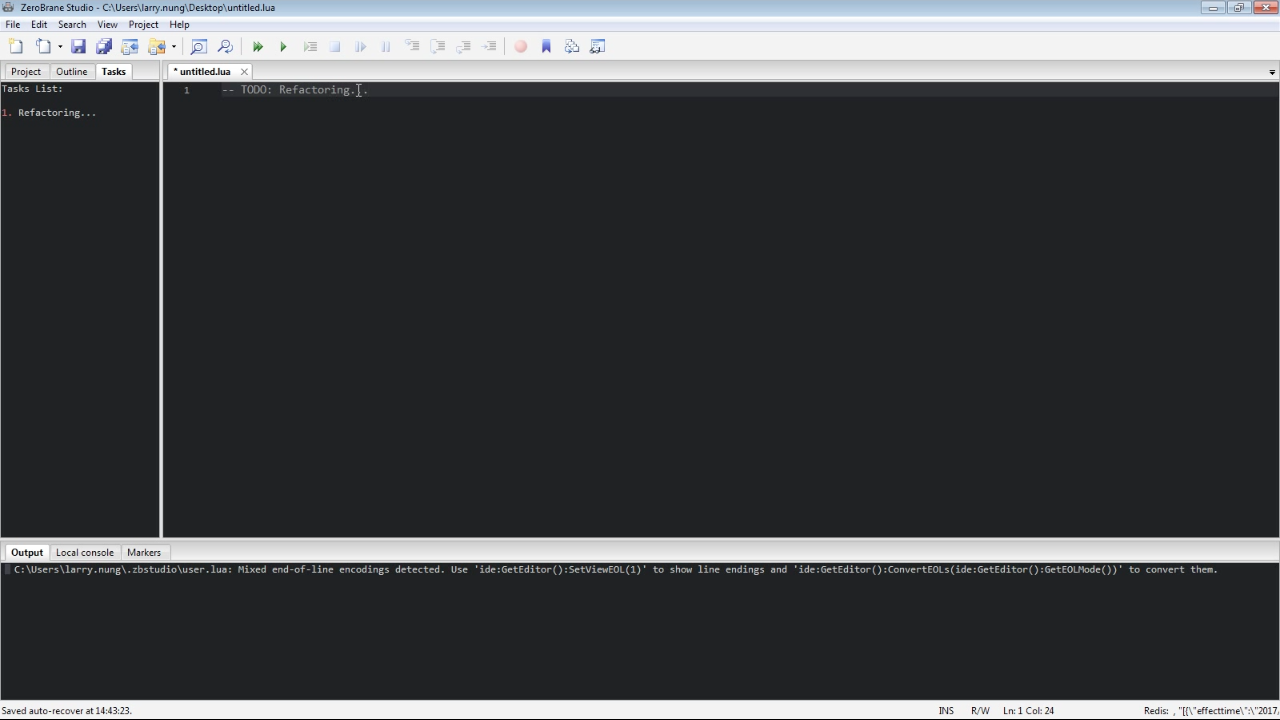 ZeroBrane Studio - C:\Users\larry.nung\Desktop\untitled.lua
File Edit Search View Project Help
Project Outline Tasks
* untitled.lua
Tasks List:
1. Refactoring...
1 -- TODO: Refactoring...
Output Local console Markers
C:\Users\larry.nung\.zbstudio\user.lua: Mixed end-of-line encodings detected. Use 'ide:GetEditor():SetViewEOL(1)' to show line endings and 'ide:GetEditor():ConvertEOLs(ide:GetEditor():GetEOLMode())' to convert them.
Saved auto-recover at 14:43:23. INS R/W Ln: 1 Col: 24 Redis: , "[{\"effecttime\":\"2017/